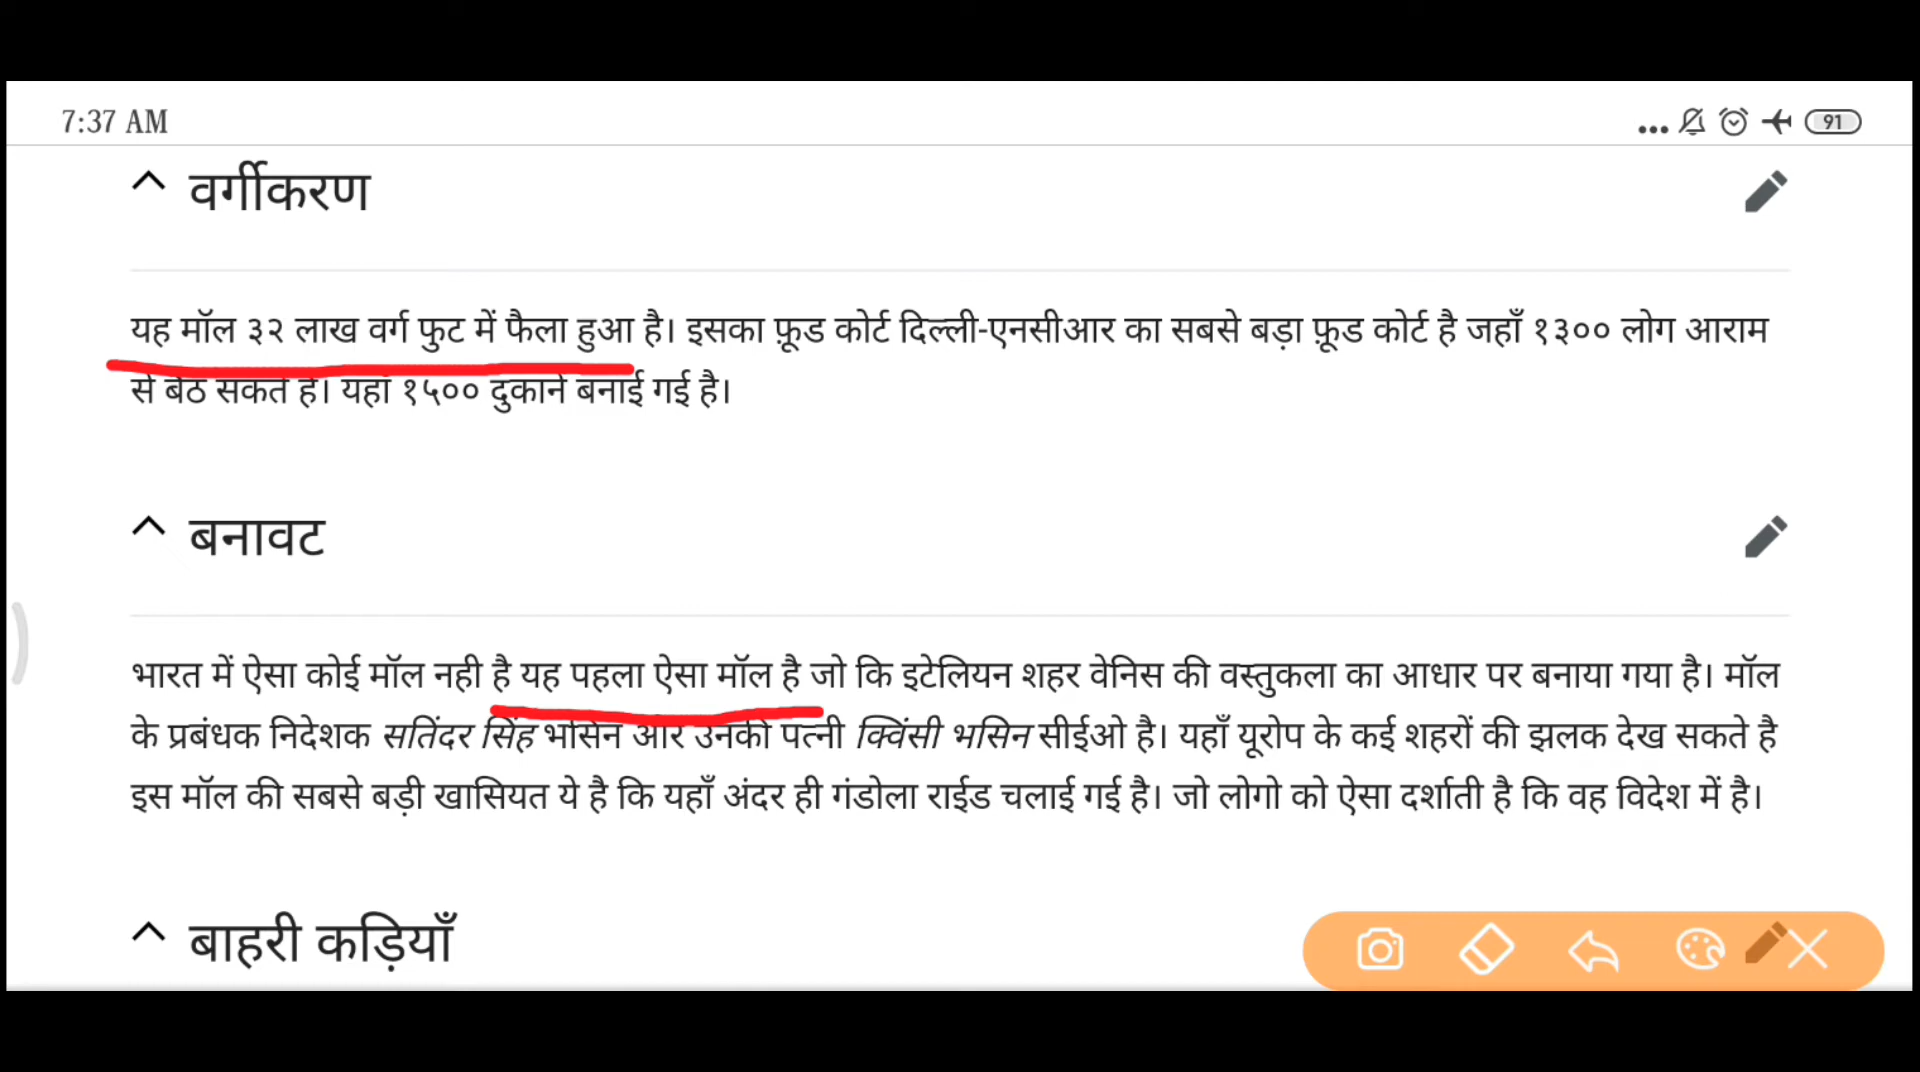 7:37 AM
91
वर्गीकरण
यह मॉल ३२ लाख वर्ग फुट में फैला हुआ है। इसका फ़ूड कोर्ट दिल्ली-एनसीआर का सबसे बड़ा फ़ूड कोर्ट है जहाँ १३०० लोग आराम
से बैठ सकते है। यहाँ १५०० दुकाने बनाई गई है।
बनावट
भारत में ऐसा कोई मॉल नही है यह पहला ऐसा मॉल है जो कि इटेलियन शहर वेनिस की वस्तुकला का आधार पर बनाया गया है। मॉल
के प्रबंधक निदेशक सतिंदर सिंह भसिन और उनकी पत्नी क्विंसी भसिन सीईओ है। यहाँ यूरोप के कई शहरों की झलक देख सकते है
इस मॉल की सबसे बड़ी खासियत ये है कि यहाँ अंदर ही गंडोला राईड चलाई गई है। जो लोगो को ऐसा दर्शाती है कि वह विदेश में है।
बाहरी कड़ियाँ